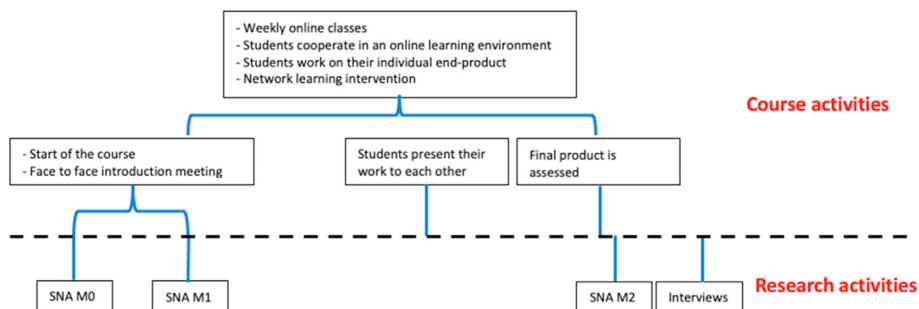 - Weekly online classes
- Students cooperate in an online learning environment
- Students work on their individual end-product
- Network learning intervention
Course activities
- Start of the course
- Face to face introduction meeting
Students present their
work to each other
Final product is
assessed
SNA M0
SNA M1
SNA M2
Interviews
Research activities